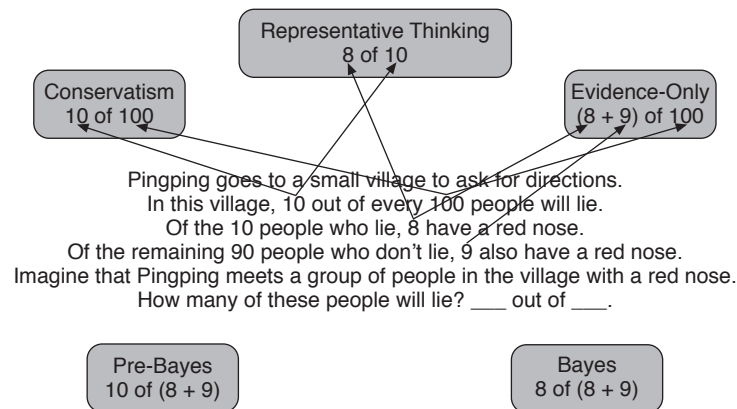 Representative Thinking
8 of 10
Conservatism
10 of 100
Evidence-Only
(8 + 9) of 100
Pingping goes to a small village to ask for directions.
In this village, 10 out of every 100 people will lie.
Of the 10 people who lie, 8 have a red nose.
Of the remaining 90 people who don't lie, 9 also have a red nose.
Imagine that Pingping meets a group of people in the village with a red nose.
How many of these people will lie? ___ out of ___.
Pre-Bayes
10 of (8 + 9)
Bayes
8 of (8 + 9)